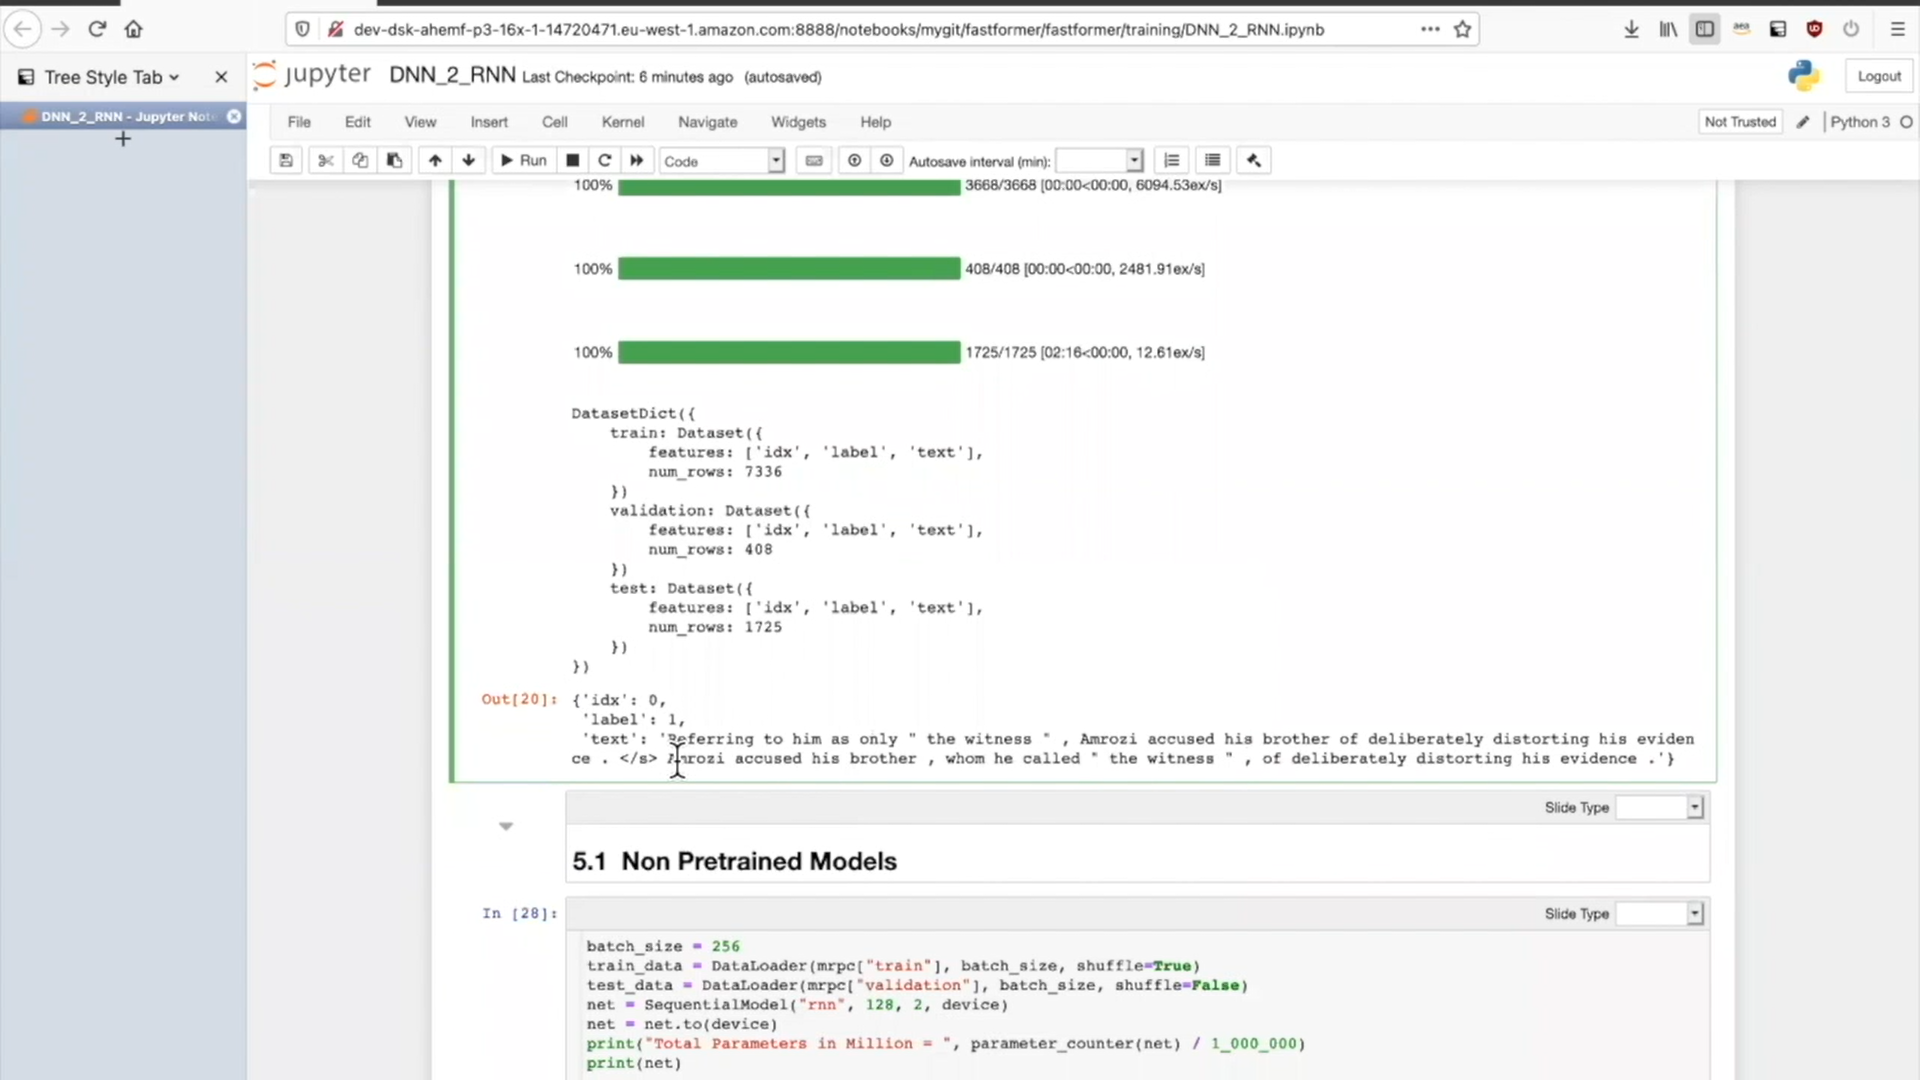 dev-dsk-ahemf-p3-16x-1-14720471.eu-west-1.amazon.com:8888/notebooks/mygit/fastformer/fastformer/training/DNN_2_RNN.ipynb
Tree Style Tab
jupyter DNN_2_RNN Last Checkpoint: 6 minutes ago (autosaved)
Logout
DNN_2_RNN - Jupyter Note
File Edit View Insert Cell Kernel Navigate Widgets Help
Not Trusted Python 3
Run Code Autosave interval (min):
100% 3668/3668 [00:00<00:00, 6094.53ex/s]
100% 408/408 [00:00<00:00, 2481.91ex/s]
100% 1725/1725 [02:16<00:00, 12.61ex/s]
DatasetDict({
train: Dataset({
features: ['idx', 'label', 'text'],
num_rows: 7336
})
validation: Dataset({
features: ['idx', 'label', 'text'],
num_rows: 408
})
test: Dataset({
features: ['idx', 'label', 'text'],
num_rows: 1725
})
})
Out[20]: {'idx': 0,
'label': 1,
'text': 'Referring to him as only " the witness " , Amrozi accused his brother of deliberately distorting his eviden
ce . </s> Amrozi accused his brother , whom he called " the witness " , of deliberately distorting his evidence .'}
Slide Type
5.1 Non Pretrained Models
In [28]:
Slide Type
batch_size = 256
train_data = DataLoader(mrpc["train"], batch_size, shuffle=True)
test_data = DataLoader(mrpc["validation"], batch_size, shuffle=False)
net = SequentialModel("rnn", 128, 2, device)
net = net.to(device)
print("Total Parameters in Million = ", parameter_counter(net) / 1_000_000)
print(net)